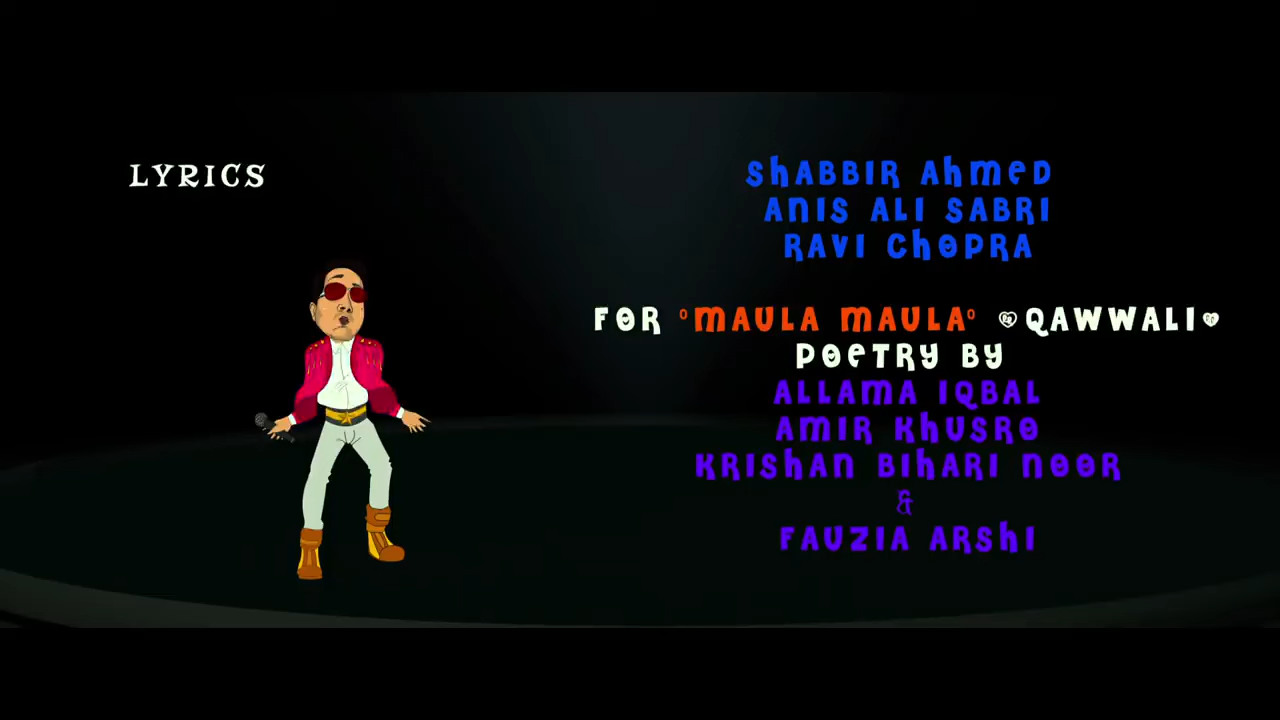 LYRICS
SHABBIR AHMED
ANIS ALI SABRI
RAVI CHOPRA
FOR "MAULA MAULA" (QAWWALI)
POETRY BY
ALLAMA IQBAL
AMIR KHUSRO
KRISHAN BIHARI NOOR
&
FAUZIA ARSHI